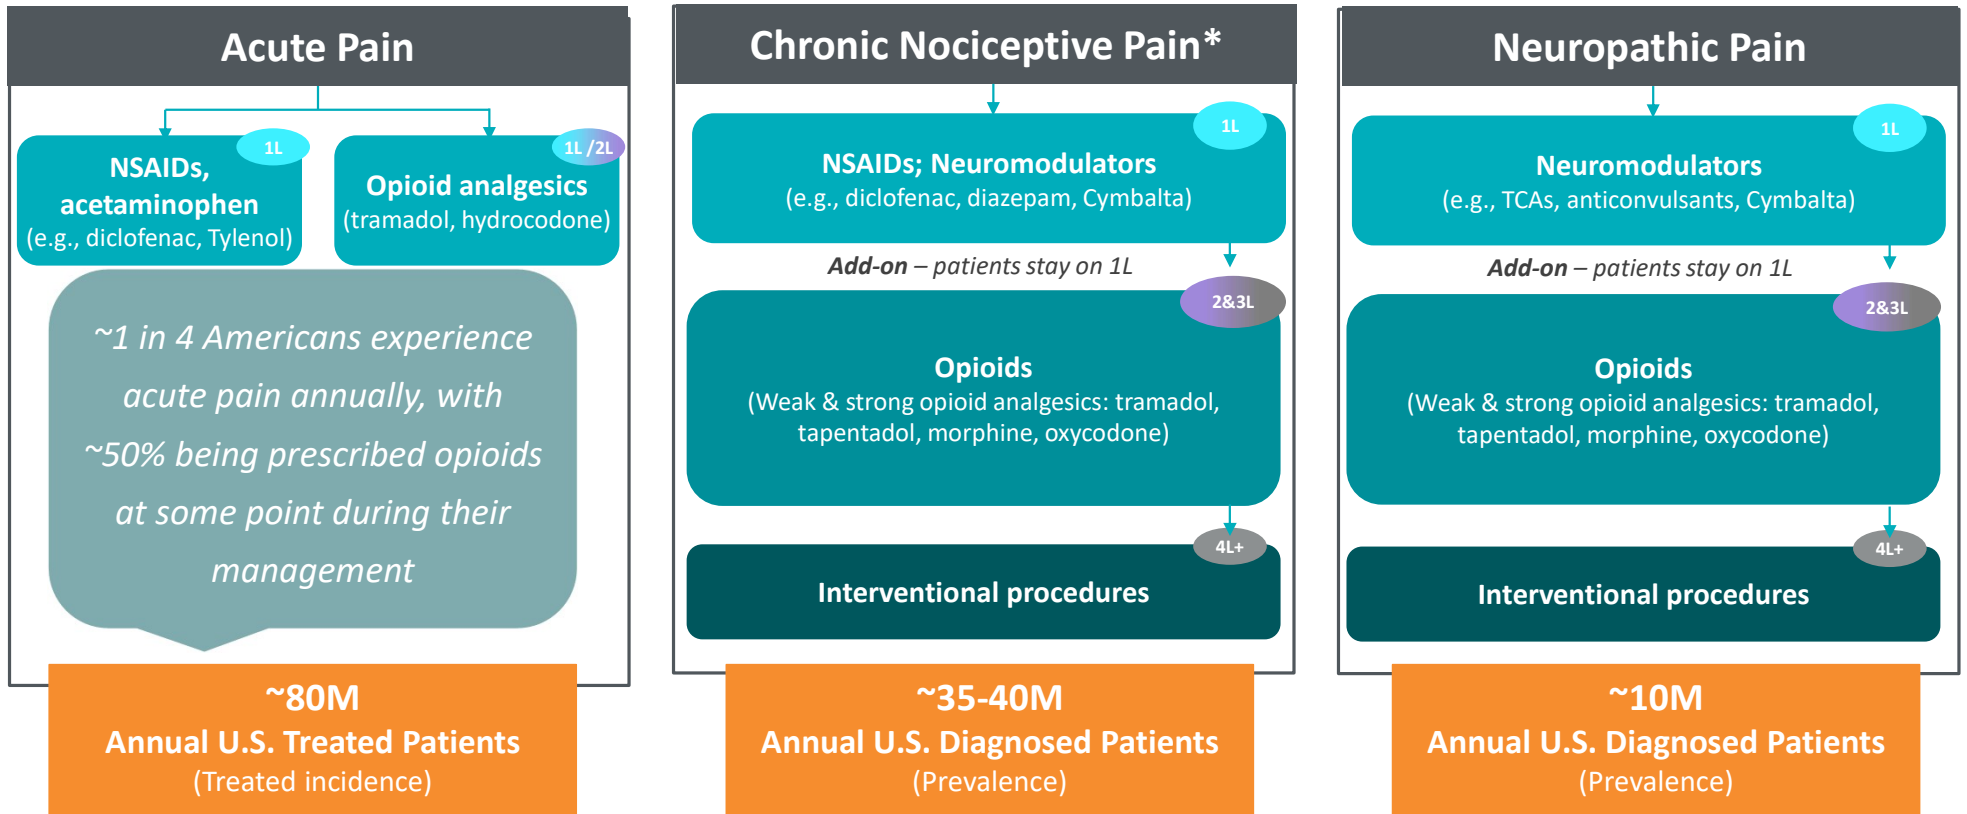 Acute Pain
1L
NSAIDs,
acetaminophen
(e.g., diclofenac, Tylenol)
1L /2L
Opioid analgesics
(tramadol, hydrocodone)
~1 in 4 Americans experience
acute pain annually, with
~50% being prescribed opioids
at some point during their
management
~80M
Annual U.S. Treated Patients
(Treated incidence)
Chronic Nociceptive Pain*
1L
NSAIDs; Neuromodulators
(e.g., diclofenac, diazepam, Cymbalta)
Add-on – patients stay on 1L
2&3L
Opioids
(Weak & strong opioid analgesics: tramadol,
tapentadol, morphine, oxycodone)
4L+
Interventional procedures
~35-40M
Annual U.S. Diagnosed Patients
(Prevalence)
Neuropathic Pain
1L
Neuromodulators
(e.g., TCAs, anticonvulsants, Cymbalta)
Add-on – patients stay on 1L
2&3L
Opioids
(Weak & strong opioid analgesics: tramadol,
tapentadol, morphine, oxycodone)
4L+
Interventional procedures
~10M
Annual U.S. Diagnosed Patients
(Prevalence)